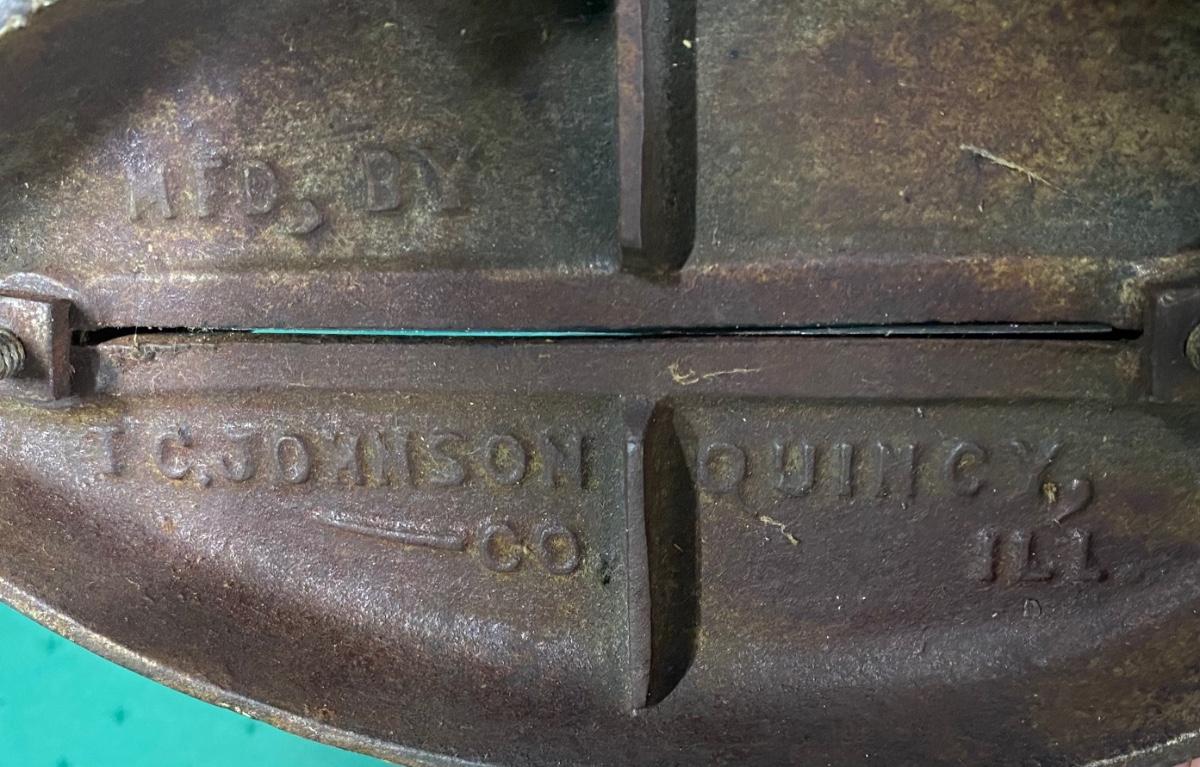 MFD, BY
I C. JOHNSON QUINCY,
CO ILL